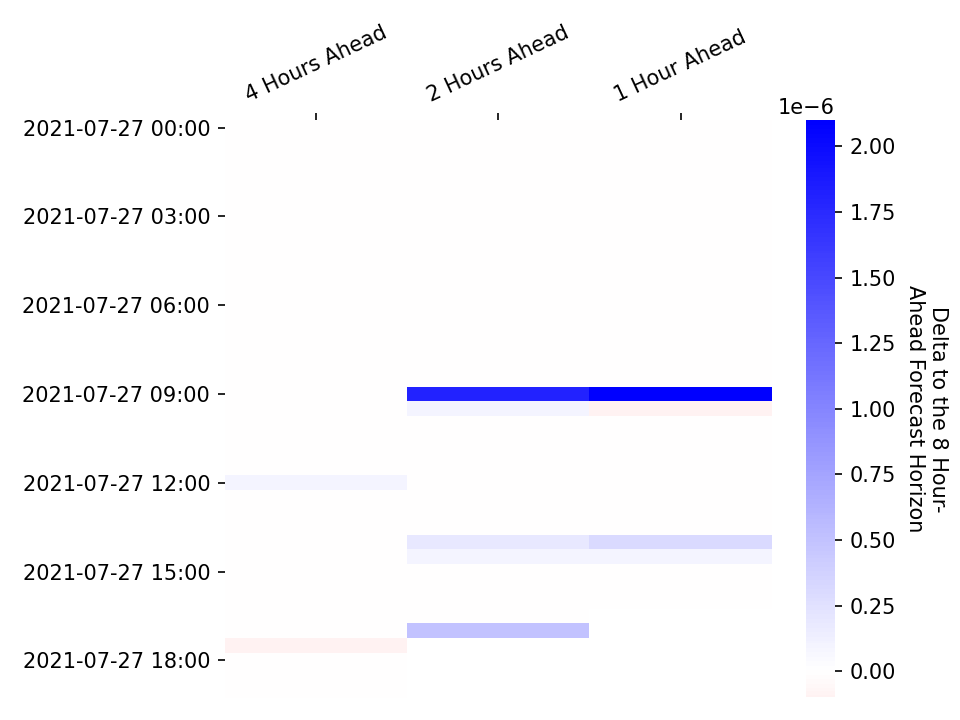 4 Hours Ahead
2 Hours Ahead
1 Hour Ahead
1e−6
2021-07-27 00:00
2021-07-27 03:00
2021-07-27 06:00
2021-07-27 09:00
2021-07-27 12:00
2021-07-27 15:00
2021-07-27 18:00
2.00
1.75
1.50
1.25
1.00
0.75
0.50
0.25
0.00
Delta to the 8 Hour-
Ahead Forecast Horizon